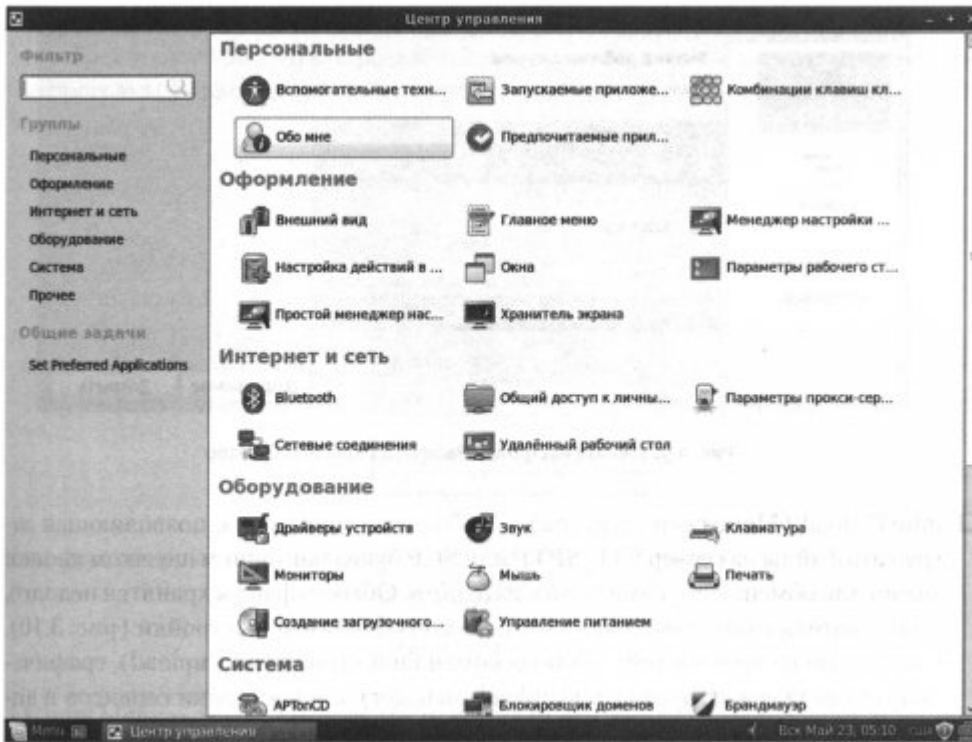 Центр управления
Фильтр
Группы
Персональные
Оформление
Интернет и сеть
Оборудование
Система
Прочее
Общие задачи
Set Preferred Applications
Персональные
Вспомогательные техн...
Запускаемые приложе...
Комбинации клавиш кл...
Обо мне
Предпочитаемые прил...
Оформление
Внешний вид
Главное меню
Менеджер настройки ...
Настройка действий в ...
Окна
Параметры рабочего ст...
Простой менеджер нас...
Хранитель экрана
Интернет и сеть
Bluetooth
Общий доступ к личны...
Параметры прокси-сер...
Сетевые соединения
Удалённый рабочий стол
Оборудование
Драйверы устройств
Звук
Клавиатура
Мониторы
Мышь
Печать
Создание загрузочного...
Управление питанием
Система
APTonCD
Блокировщик доменов
Брандмауэр
Menu
Центр управления
Вск Май 23, 05:10
сша